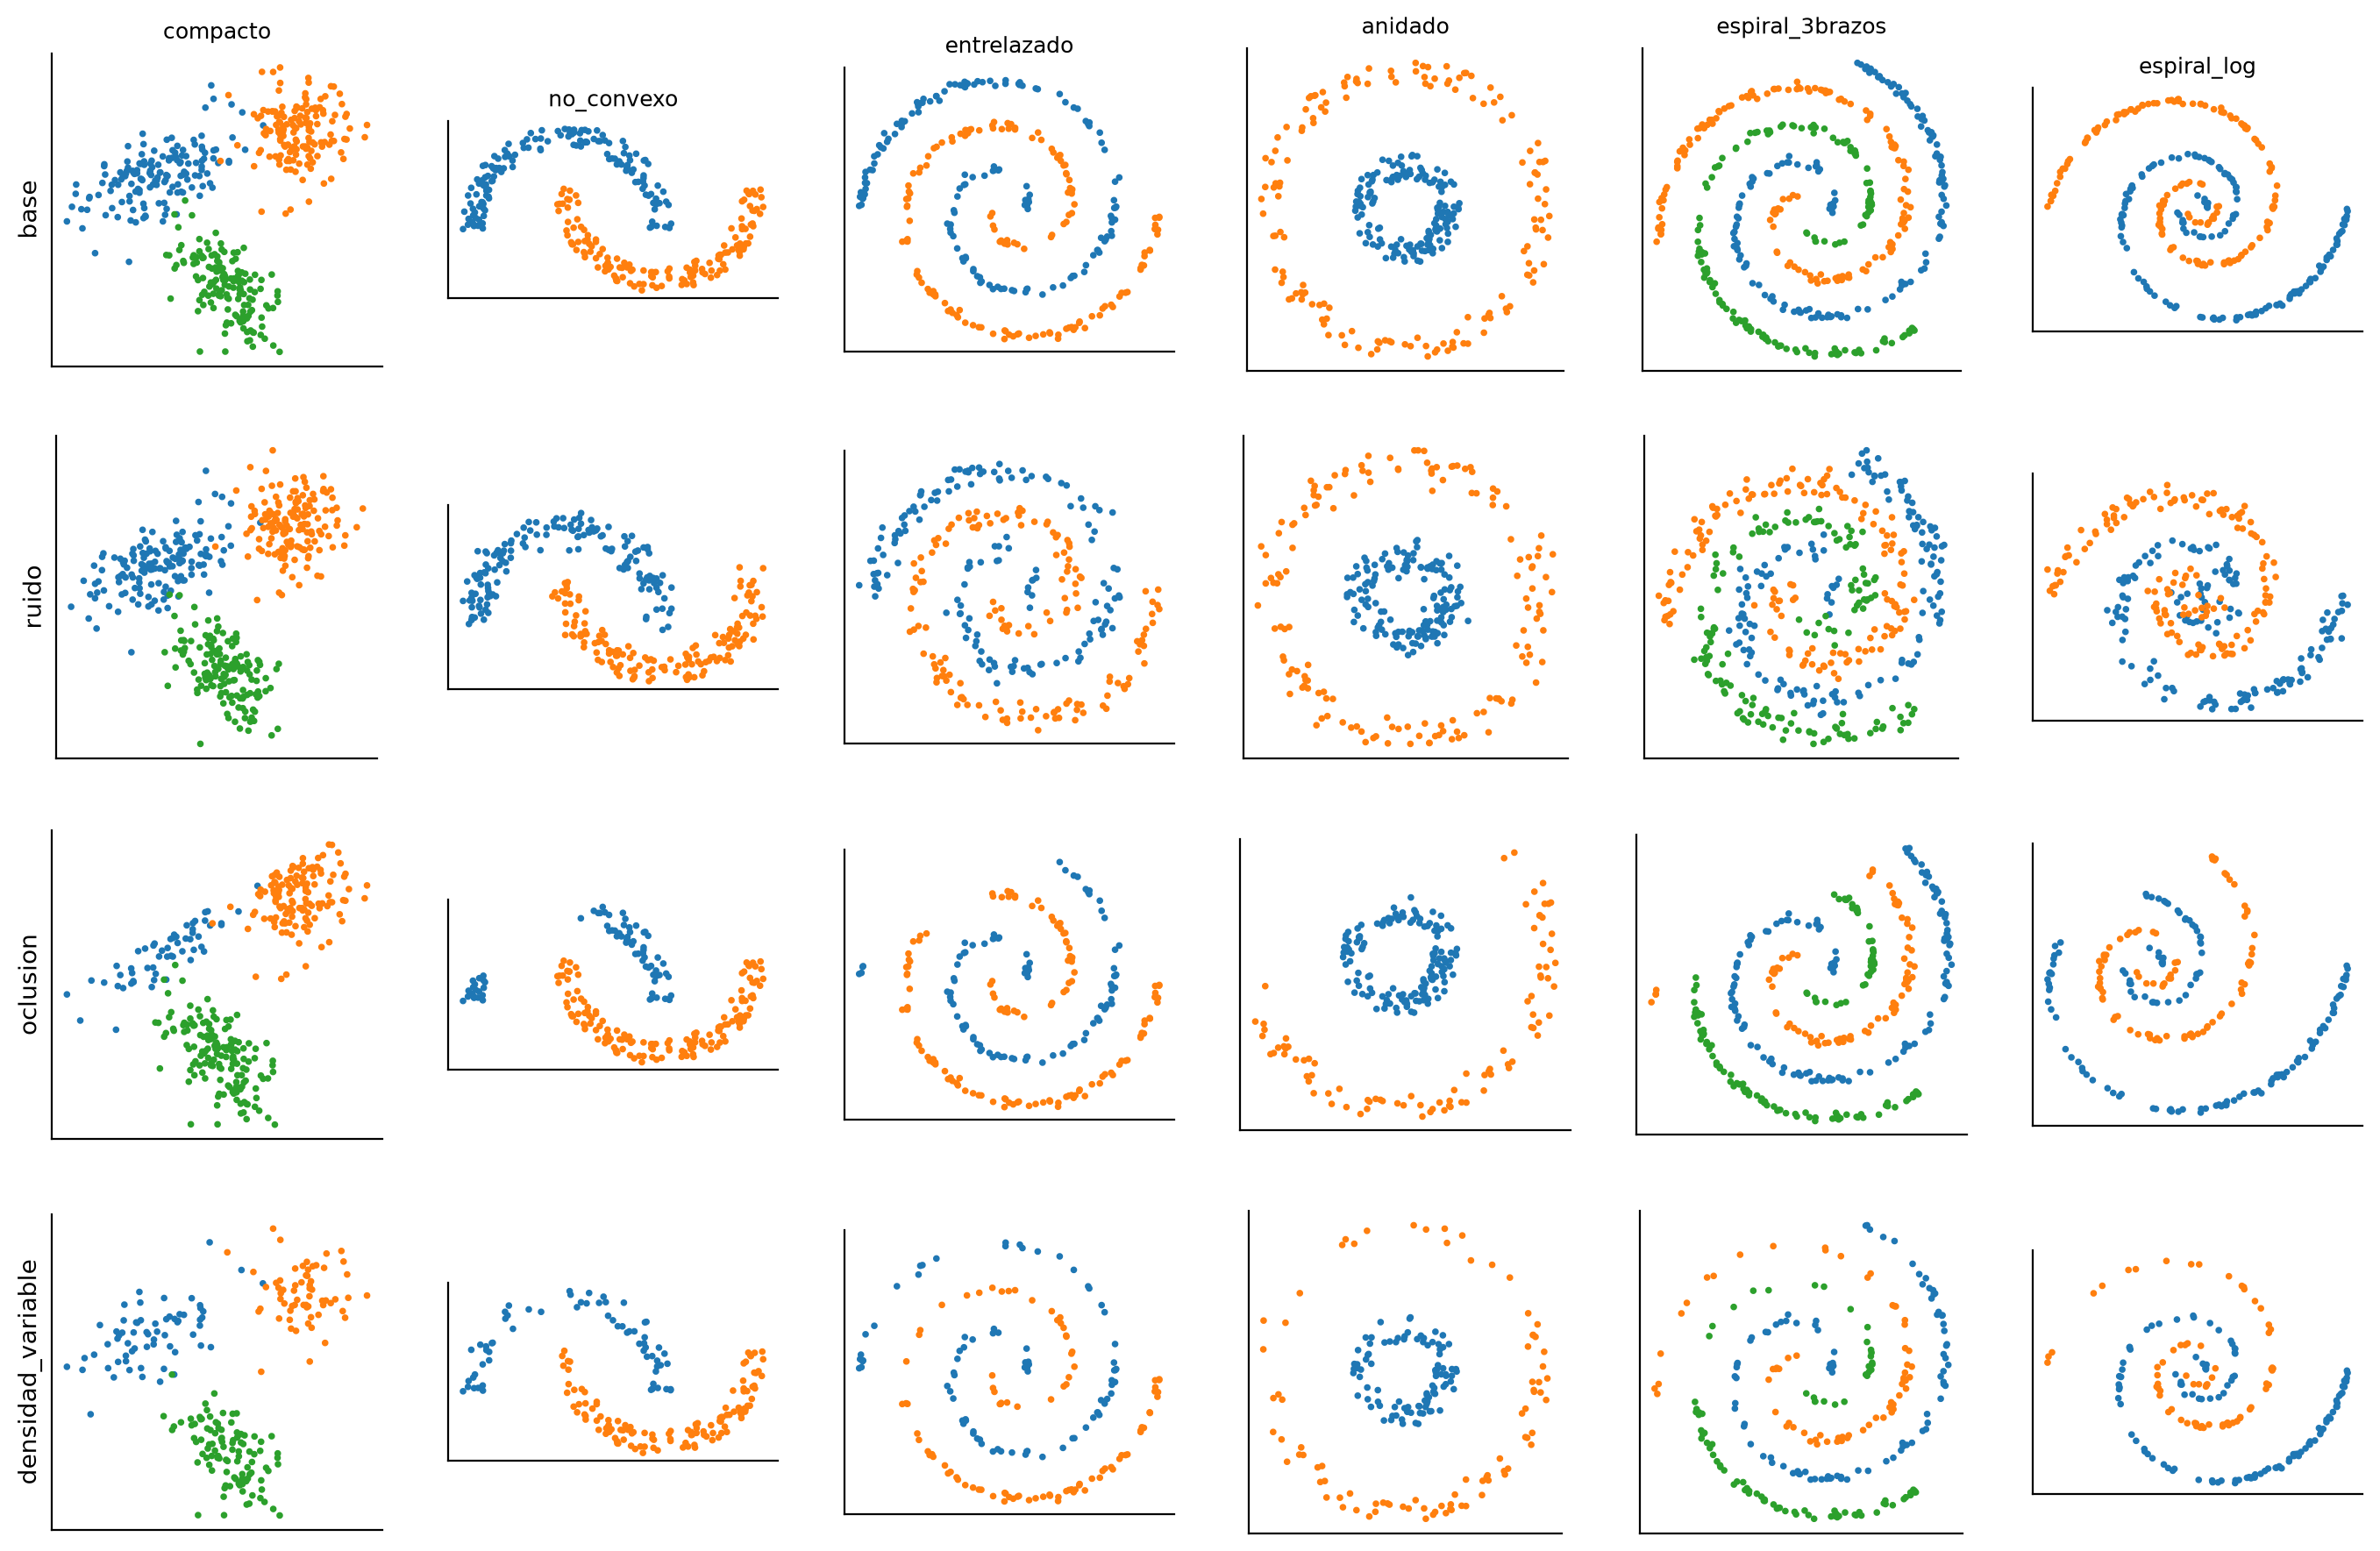 compacto
no_convexo
entrelazado
anidado
espiral_3brazos
espiral_log
base
ruido
oclusion
densidad_variable